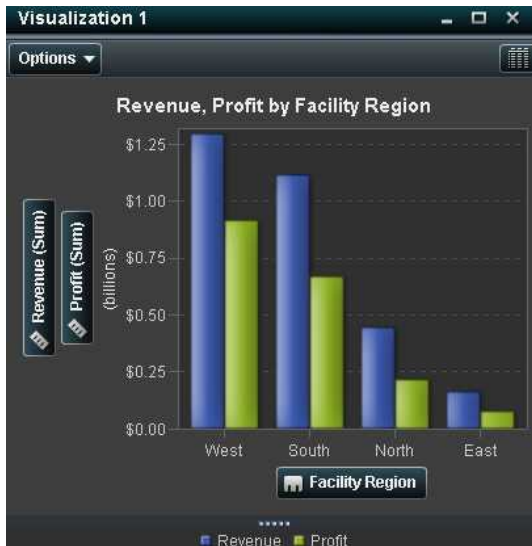 Visualization 1
Options
Revenue, Profit by Facility Region
Revenue (Sum)
Profit (Sum)
(billions)
$1.25
$1.00
$0.75
$0.50
$0.25
$0.00
West South North East
Facility Region
Revenue Profit